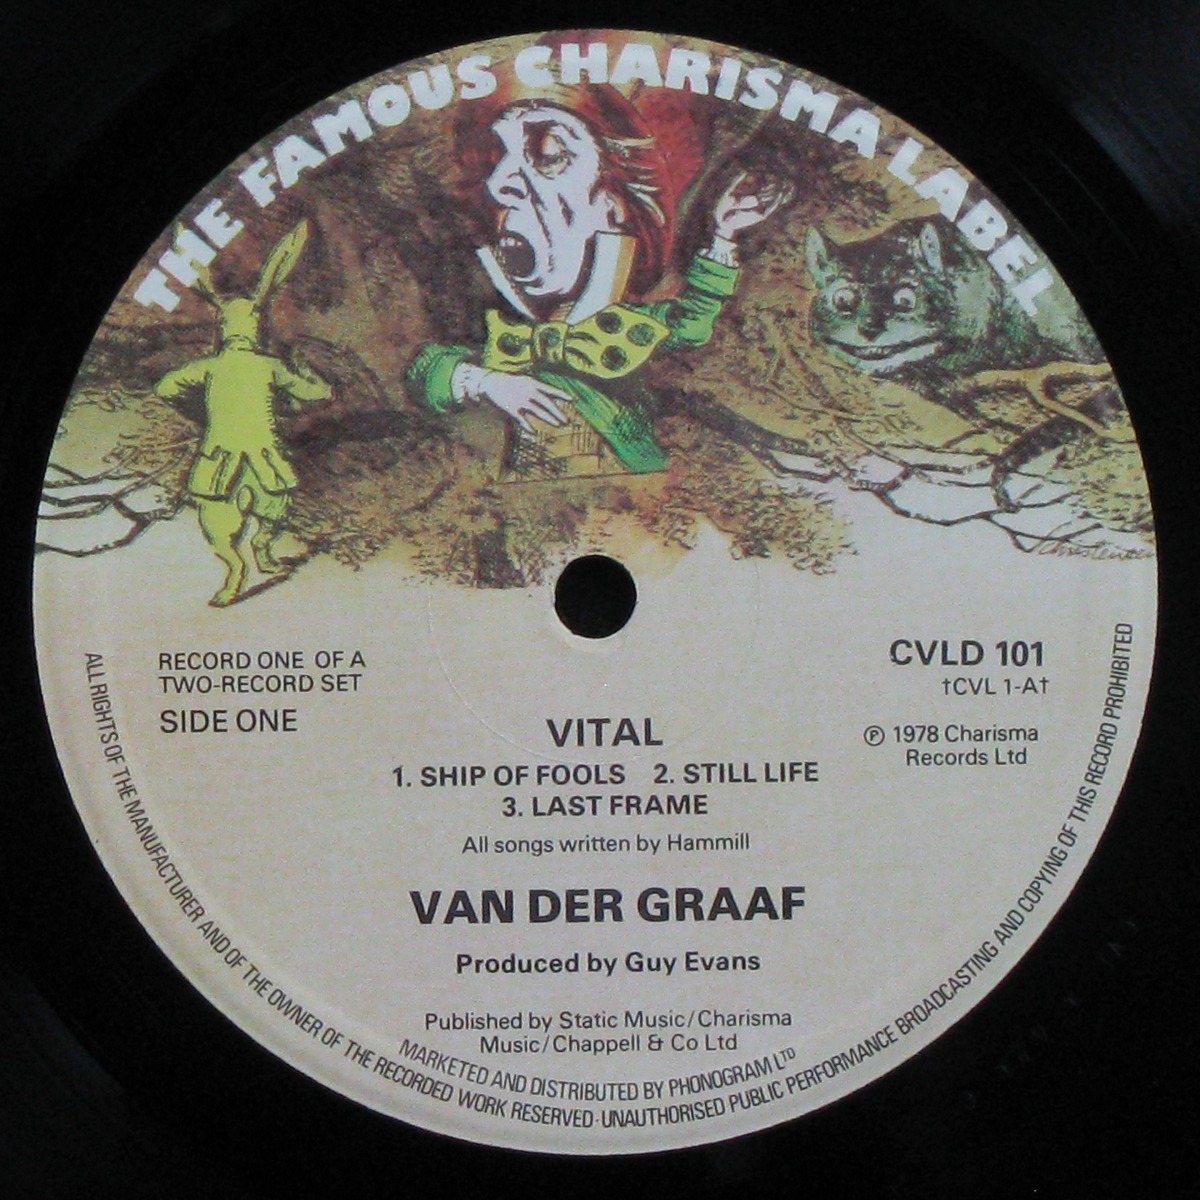 THE FAMOUS CHARISMA LABEL
RECORD ONE OF A
TWO-RECORD SET
SIDE ONE
CVLD 101
†CVL 1-A†
℗ 1978 Charisma
Records Ltd
VITAL
1. SHIP OF FOOLS 2. STILL LIFE
3. LAST FRAME
All songs written by Hammill
VAN DER GRAAF
Produced by Guy Evans
Published by Static Music/Charisma
Music/Chappell & Co Ltd
MARKETED AND DISTRIBUTED BY PHONOGRAM LTD
ALL RIGHTS OF THE MANUFACTURER AND OF THE OWNER OF THE RECORDED WORK RESERVED·UNAUTHORISED PUBLIC PERFORMANCE BROADCASTING AND COPYING OF THIS RECORD PROHIBITED